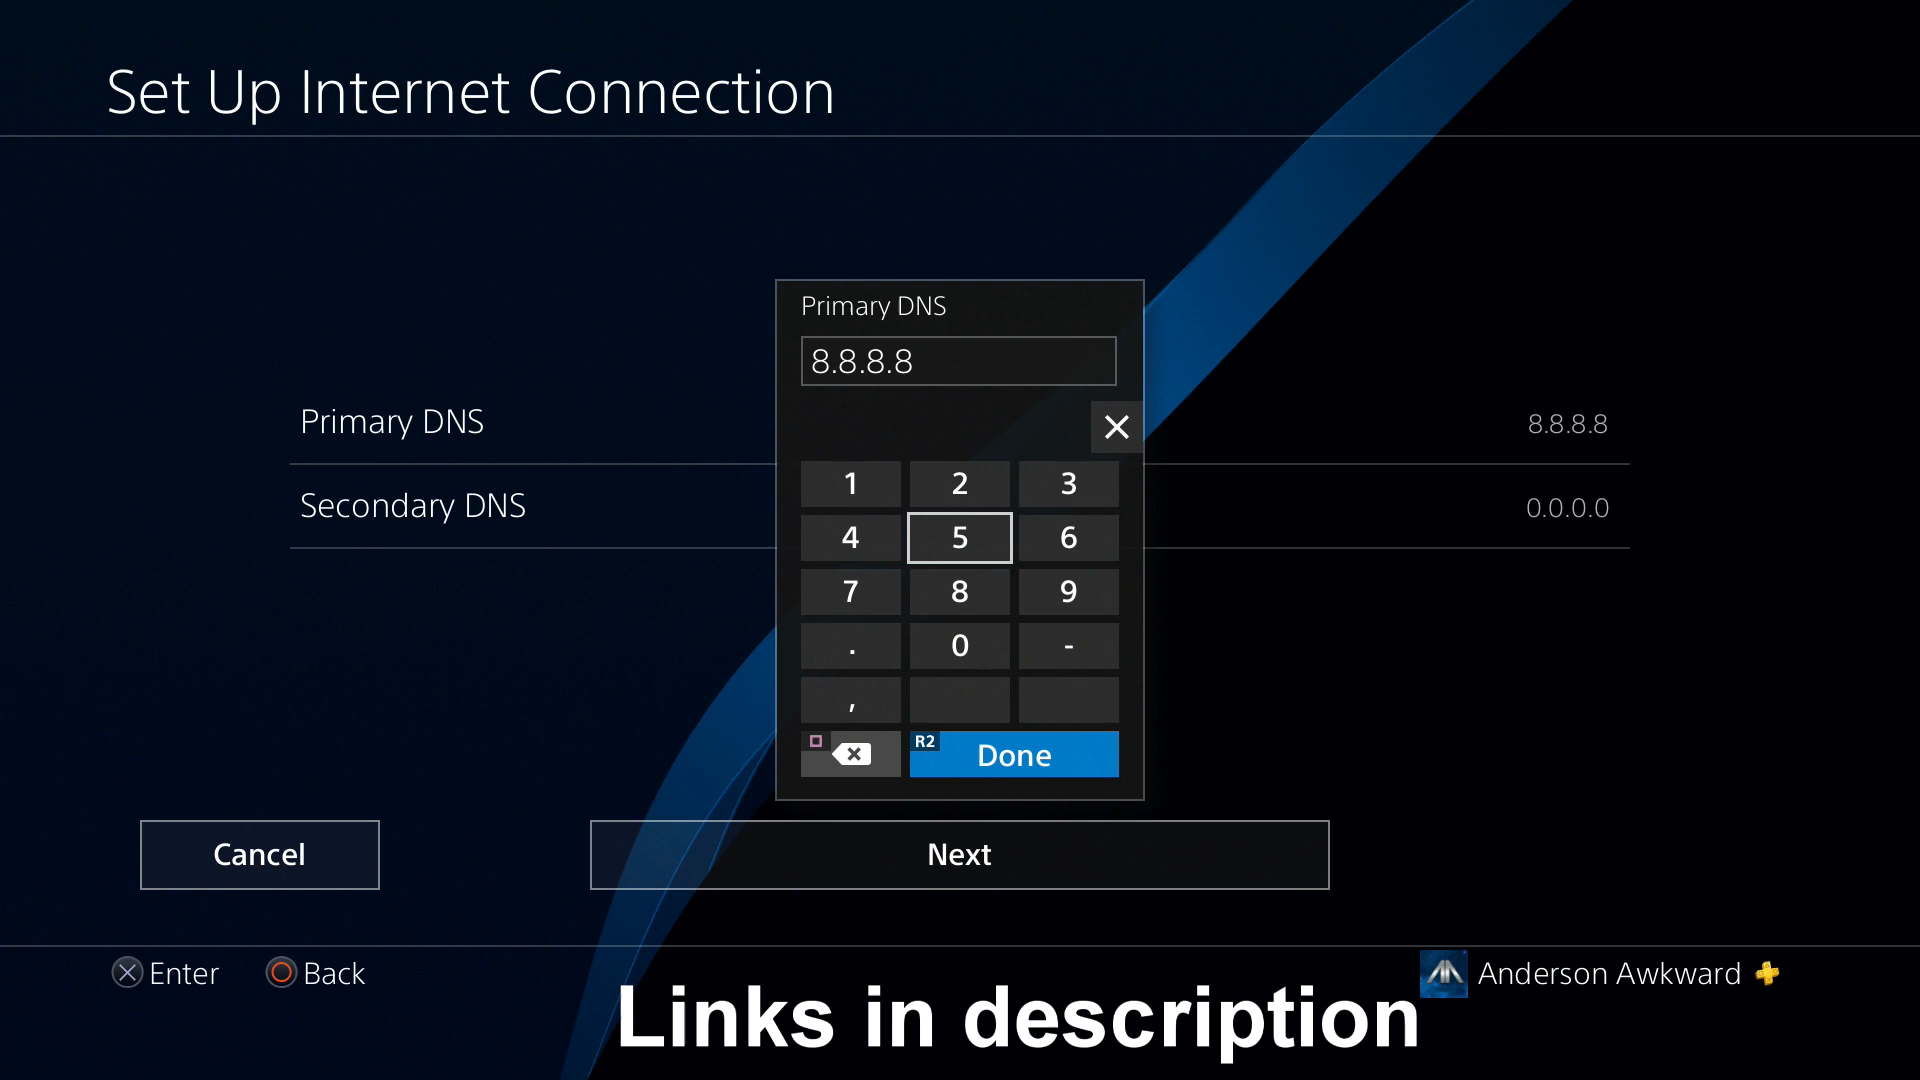 Set Up Internet Connection
Primary DNS
8.8.8.8
Primary DNS
8.8.8.8
Secondary DNS
0.0.0.0
1 2 3
4 5 6
7 8 9
. 0 -
,
R2 Done
Cancel
Next
Enter Back
Anderson Awkward
Links in description